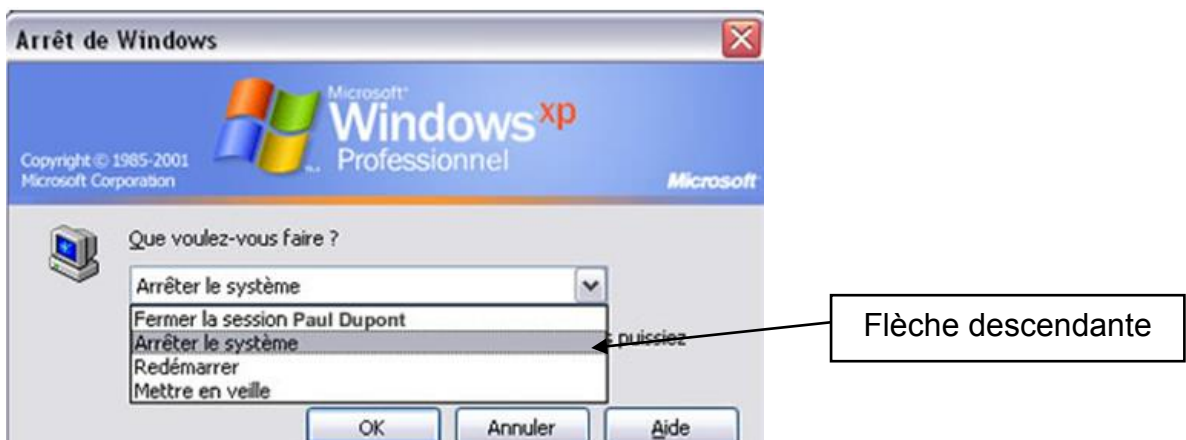 Arrêt de Windows
Microsoft
Windows xp
Professionnel
Copyright © 1985-2001
Microsoft Corporation
Microsoft
Que voulez-vous faire ?
Arrêter le système
Fermer la session Paul Dupont
Arrêter le système
puissiez
Redémarrer
Mettre en veille
OK Annuler Aide
Flèche descendante